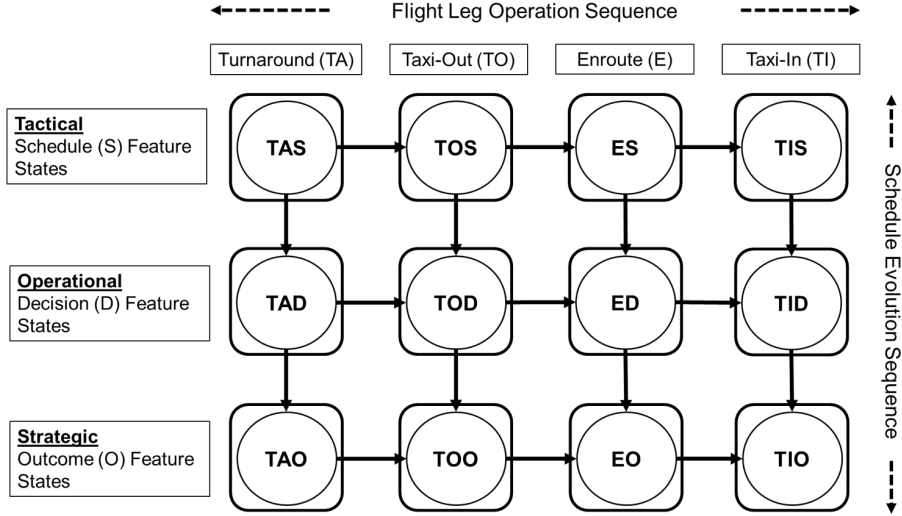 Flight Leg Operation Sequence
Turnaround (TA)
Taxi-Out (TO)
Enroute (E)
Taxi-In (TI)
Tactical
Schedule (S) Feature
States
TAS
TOS
ES
TIS
Operational
Decision (D) Feature
States
TAD
TOD
ED
TID
Strategic
Outcome (O) Feature
States
TAO
TOO
EO
TIO
Schedule Evolution Sequence